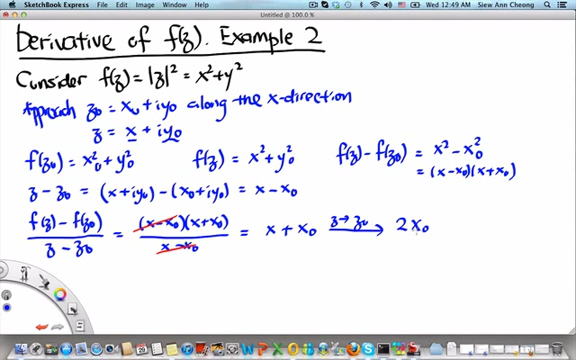 SketchBook Express File Edit Image Window Help Wed 12:49 AM Siew Ann Cheong
Untitled @ 100.0 %
Derivative of f(z). Example 2
Consider f(z) = |z|² = x² + y²
Approach z₀ = x₀ + iy₀ along the x-direction
z = x + iy₀
f(z₀) = x₀² + y₀² f(z) = x² + y₀² f(z) - f(z₀) = x² - x₀²
= (x - x₀)(x + x₀)
z - z₀ = (x + iy₀) - (x₀ + iy₀) = x - x₀
f(z) - f(z₀) / z - z₀ = (x - x₀)(x + x₀) / x - x₀ = x + x₀ z → z₀ → 2x₀